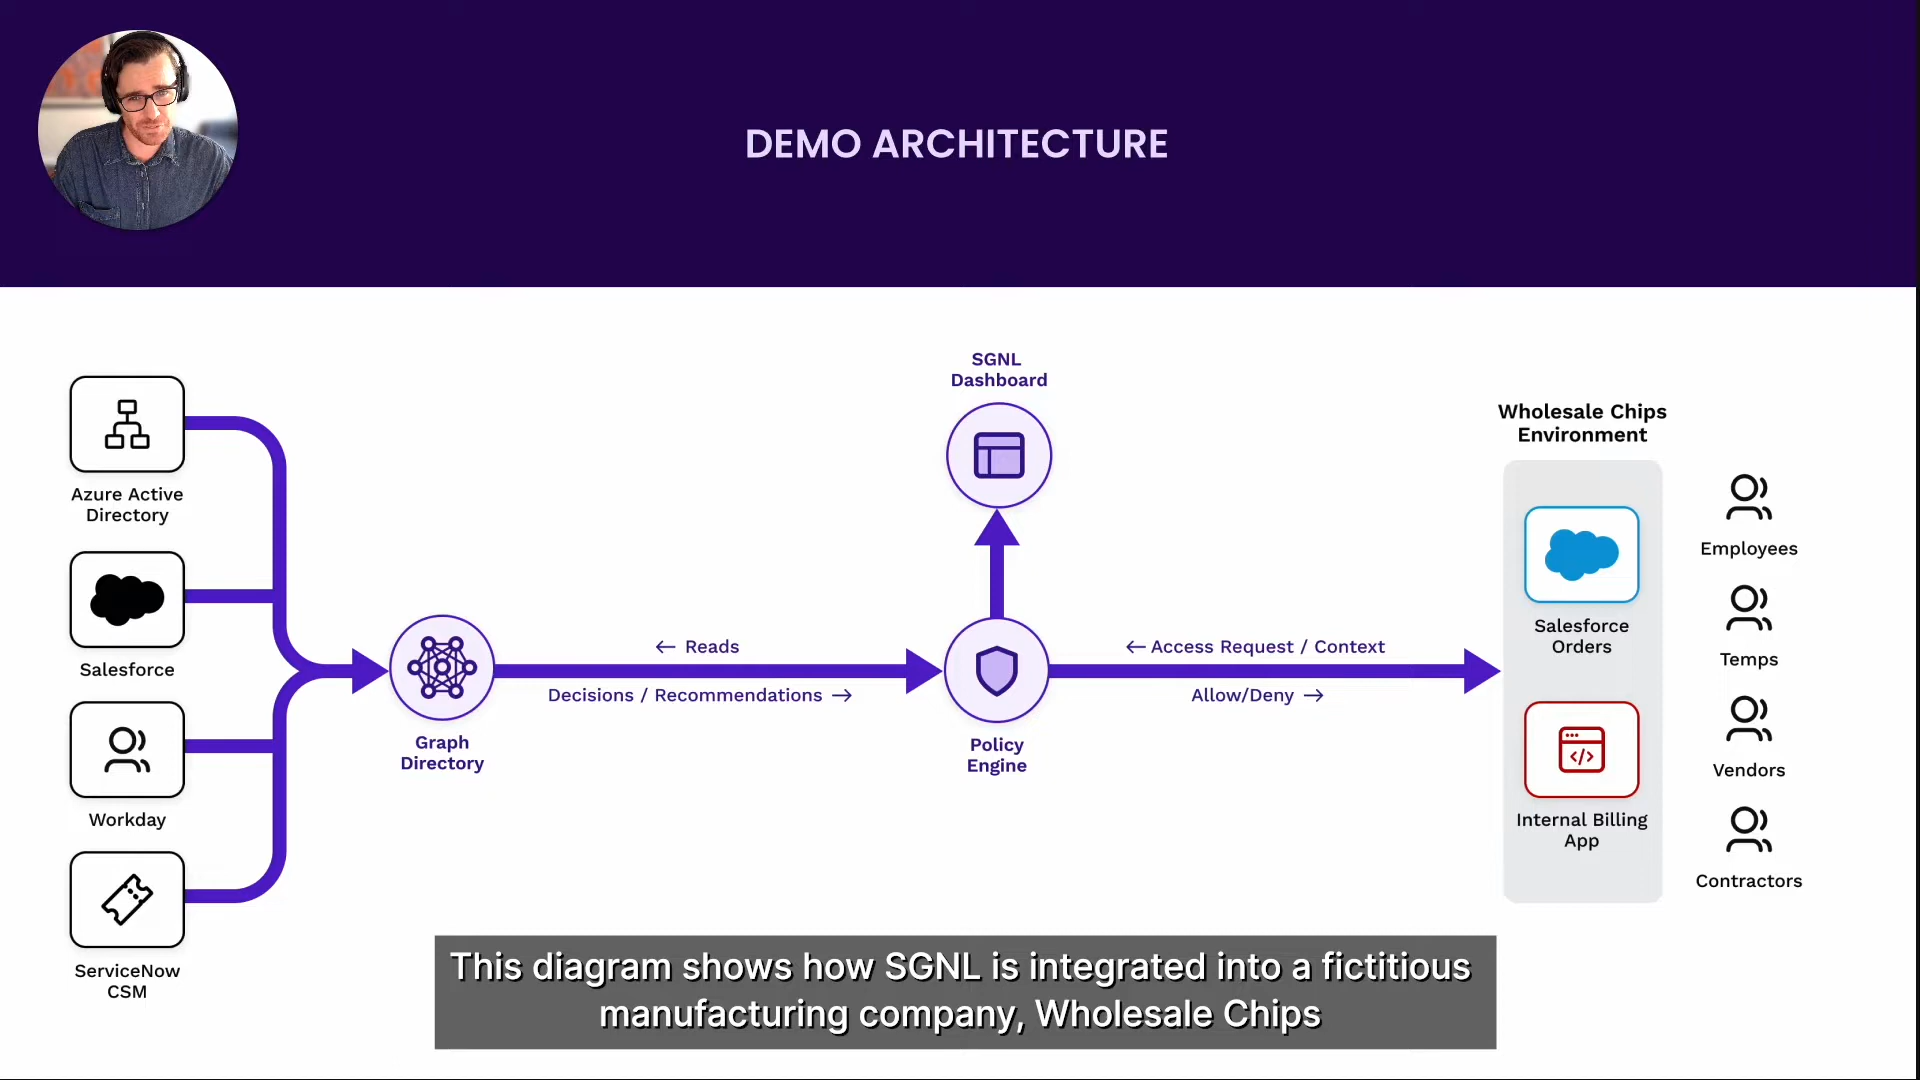 DEMO ARCHITECTURE
SGNL
Dashboard
Wholesale Chips
Environment
Azure Active
Directory
Salesforce
Workday
ServiceNow
CSM
Graph
Directory
← Reads
Decisions / Recommendations →
Policy
Engine
← Access Request / Context
Allow/Deny →
Salesforce
Orders
Internal Billing
App
Employees
Temps
Vendors
Contractors
This diagram shows how SGNL is integrated into a fictitious
manufacturing company, Wholesale Chips